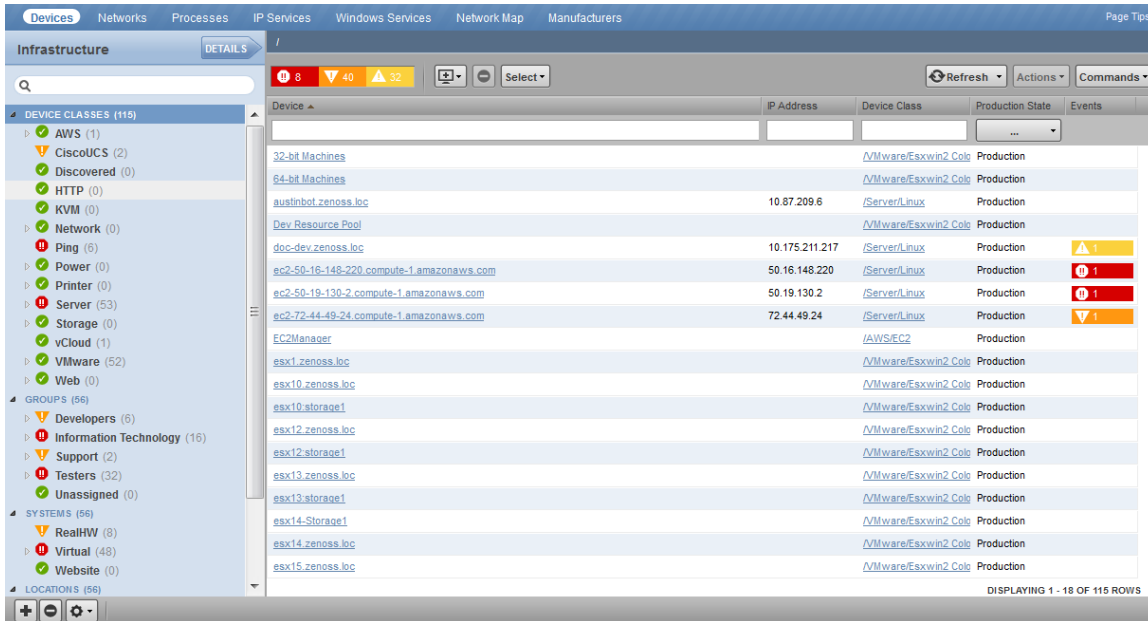 Devices Networks Processes IP Services Windows Services Network Map Manufacturers Page Tips
Infrastructure DETAILS /
8 40 32 Select Refresh Actions Commands
Device IP Address Device Class Production State Events
...
DEVICE CLASSES (115)
AWS (1)
CiscoUCS (2)
Discovered (0)
HTTP (0)
KVM (0)
Network (0)
Ping (6)
Power (0)
Printer (0)
Server (53)
Storage (0)
vCloud (1)
VMware (52)
Web (0)
GROUPS (56)
Developers (6)
Information Technology (16)
Support (2)
Testers (32)
Unassigned (0)
SYSTEMS (56)
RealHW (8)
Virtual (48)
Website (0)
LOCATIONS (56)
32-bit Machines /VMware/Esxwin2 Colo Production
64-bit Machines /VMware/Esxwin2 Colo Production
austinbot.zenoss.loc 10.87.209.6 /Server/Linux Production
Dev Resource Pool /VMware/Esxwin2 Colo Production
doc-dev.zenoss.loc 10.175.211.217 /Server/Linux Production 1
ec2-50-16-148-220.compute-1.amazonaws.com 50.16.148.220 /Server/Linux Production 1
ec2-50-19-130-2.compute-1.amazonaws.com 50.19.130.2 /Server/Linux Production 1
ec2-72-44-49-24.compute-1.amazonaws.com 72.44.49.24 /Server/Linux Production 1
EC2Manager /AWS/EC2 Production
esx1.zenoss.loc /VMware/Esxwin2 Colo Production
esx10.zenoss.loc /VMware/Esxwin2 Colo Production
esx10:storage1 /VMware/Esxwin2 Colo Production
esx12.zenoss.loc /VMware/Esxwin2 Colo Production
esx12:storage1 /VMware/Esxwin2 Colo Production
esx13.zenoss.loc /VMware/Esxwin2 Colo Production
esx13:storage1 /VMware/Esxwin2 Colo Production
esx14-Storage1 /VMware/Esxwin2 Colo Production
esx14.zenoss.loc /VMware/Esxwin2 Colo Production
esx15.zenoss.loc /VMware/Esxwin2 Colo Production
DISPLAYING 1 - 18 OF 115 ROWS